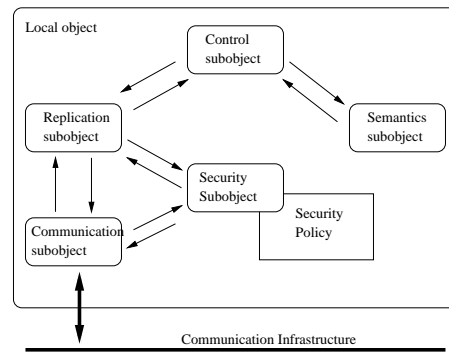 Local object
Control
subobject
Replication
subobject
Semantics
subobject
Security
Subobject
Security
Policy
Communication
subobject
Communication Infrastructure